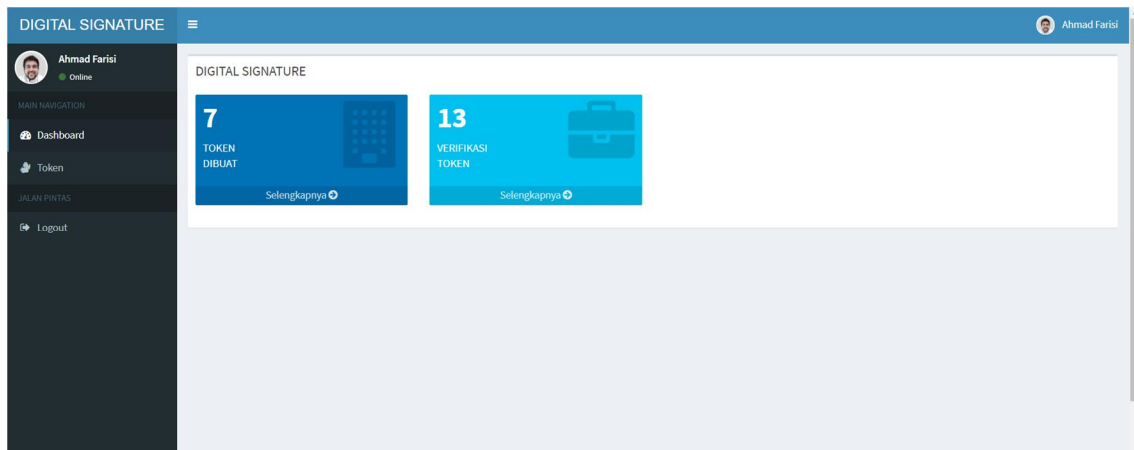 DIGITAL SIGNATURE
Ahmad Farisi
Ahmad Farisi
Online
MAIN NAVIGATION
Dashboard
Token
JALAN PINTAS
Logout
DIGITAL SIGNATURE
7
TOKEN
DIBUAT
Selengkapnya
13
VERIFIKASI
TOKEN
Selengkapnya